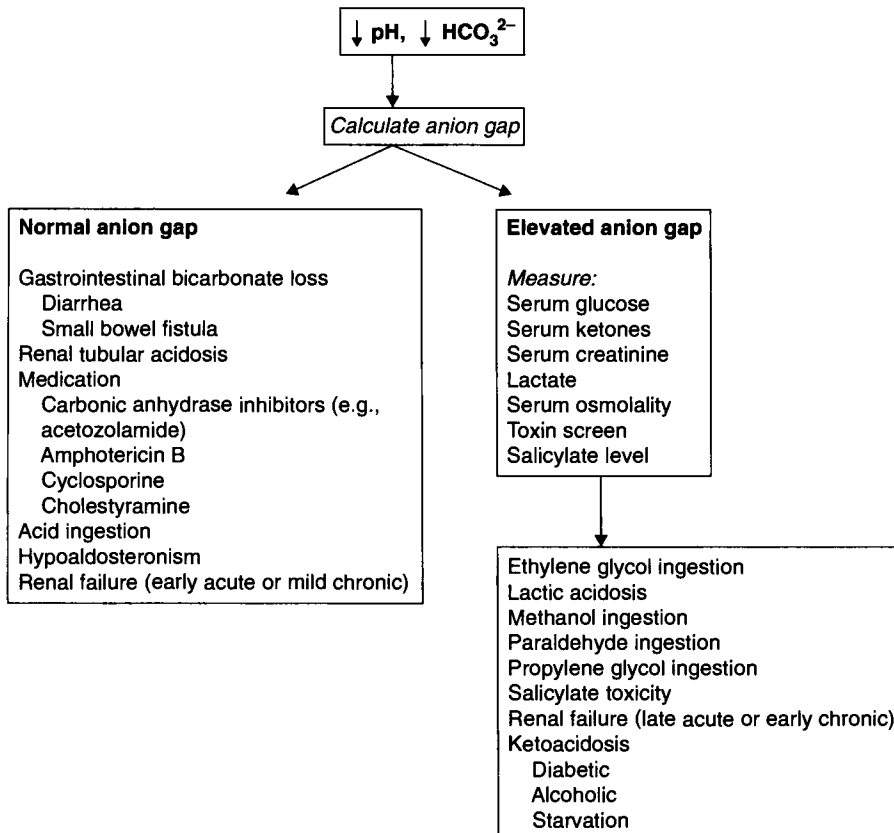 ↓ pH, ↓ HCO₃²⁻
Calculate anion gap
Normal anion gap
Gastrointestinal bicarbonate loss
Diarrhea
Small bowel fistula
Renal tubular acidosis
Medication
Carbonic anhydrase inhibitors (e.g.,
acetozolamide)
Amphotericin B
Cyclosporine
Cholestyramine
Acid ingestion
Hypoaldosteronism
Renal failure (early acute or mild chronic)
Elevated anion gap
Measure:
Serum glucose
Serum ketones
Serum creatinine
Lactate
Serum osmolality
Toxin screen
Salicylate level
Ethylene glycol ingestion
Lactic acidosis
Methanol ingestion
Paraldehyde ingestion
Propylene glycol ingestion
Salicylate toxicity
Renal failure (late acute or early chronic)
Ketoacidosis
Diabetic
Alcoholic
Starvation